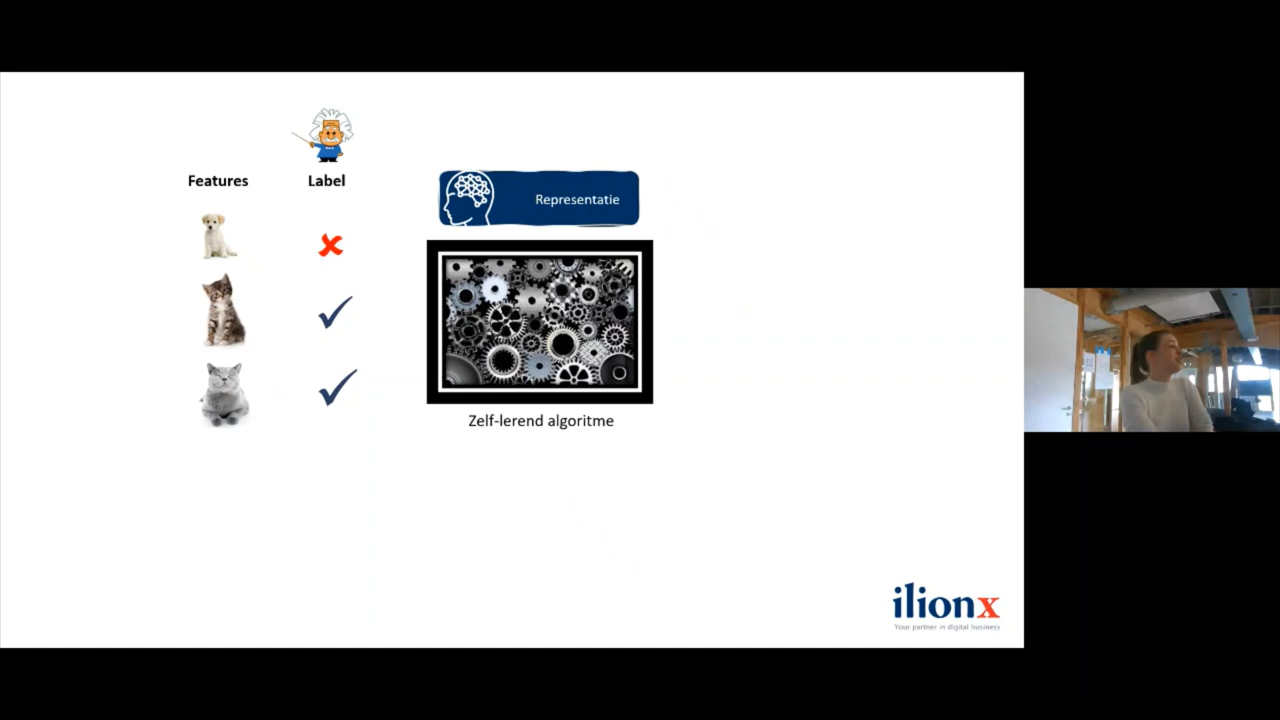 Features
Label
Representatie
Zelf-lerend algoritme
ilionx
Your partner in digital business